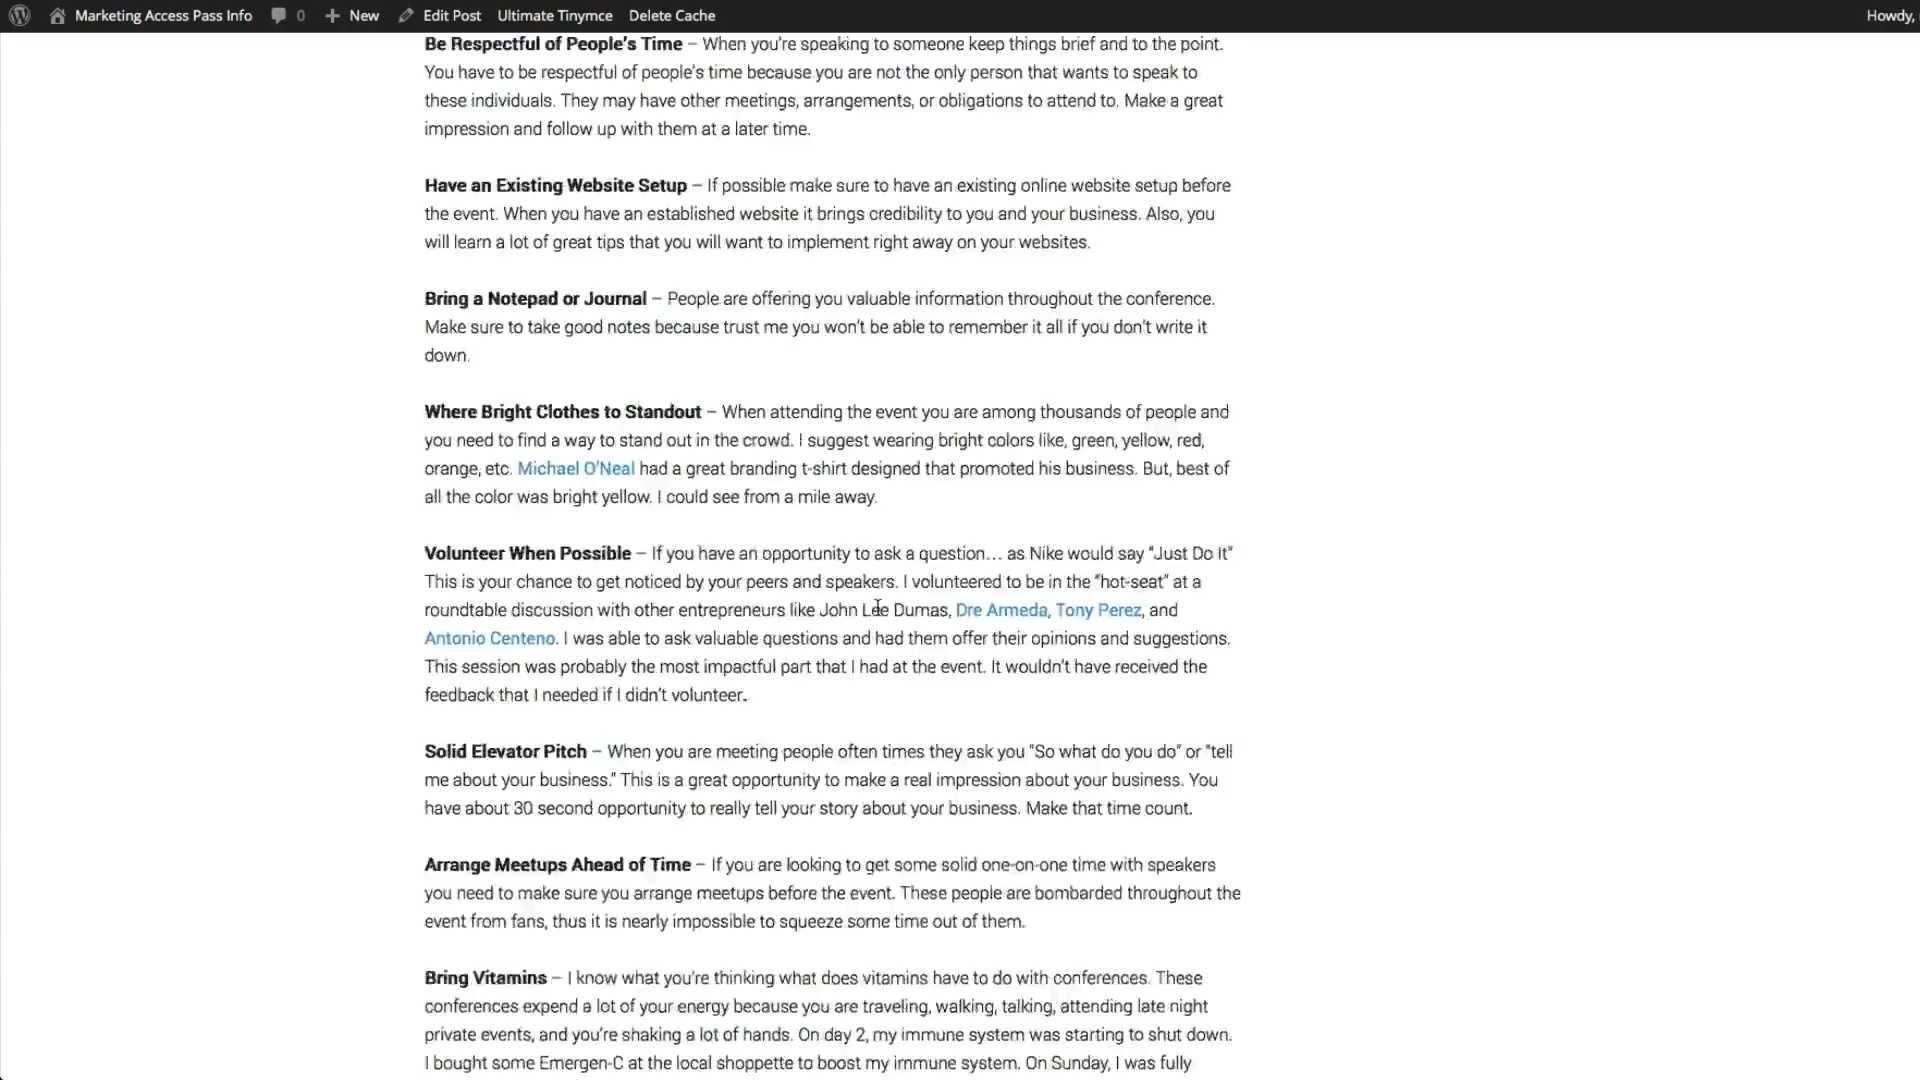 Marketing Access Pass Info 0 New Edit Post Ultimate Tinymce Delete Cache Howdy,
Be Respectful of People's Time – When you're speaking to someone keep things brief and to the point.
You have to be respectful of people's time because you are not the only person that wants to speak to
these individuals. They may have other meetings, arrangements, or obligations to attend to. Make a great
impression and follow up with them at a later time.
Have an Existing Website Setup – If possible make sure to have an existing online website setup before
the event. When you have an established website it brings credibility to you and your business. Also, you
will learn a lot of great tips that you will want to implement right away on your websites.
Bring a Notepad or Journal – People are offering you valuable information throughout the conference.
Make sure to take good notes because trust me you won't be able to remember it all if you don't write it
down.
Where Bright Clothes to Standout – When attending the event you are among thousands of people and
you need to find a way to stand out in the crowd. I suggest wearing bright colors like, green, yellow, red,
orange, etc. Michael O'Neal had a great branding t-shirt designed that promoted his business. But, best of
all the color was bright yellow. I could see from a mile away.
Volunteer When Possible – If you have an opportunity to ask a question… as Nike would say "Just Do It"
This is your chance to get noticed by your peers and speakers. I volunteered to be in the "hot-seat" at a
roundtable discussion with other entrepreneurs like John Lee Dumas, Dre Armeda, Tony Perez, and
Antonio Centeno. I was able to ask valuable questions and had them offer their opinions and suggestions.
This session was probably the most impactful part that I had at the event. It wouldn't have received the
feedback that I needed if I didn't volunteer.
Solid Elevator Pitch – When you are meeting people often times they ask you "So what do you do" or "tell
me about your business." This is a great opportunity to make a real impression about your business. You
have about 30 second opportunity to really tell your story about your business. Make that time count.
Arrange Meetups Ahead of Time – If you are looking to get some solid one-on-one time with speakers
you need to make sure you arrange meetups before the event. These people are bombarded throughout the
event from fans, thus it is nearly impossible to squeeze some time out of them.
Bring Vitamins – I know what you're thinking what does vitamins have to do with conferences. These
conferences expend a lot of your energy because you are traveling, walking, talking, attending late night
private events, and you're shaking a lot of hands. On day 2, my immune system was starting to shut down.
I bought some Emergen-C at the local shoppette to boost my immune system. On Sunday, I was fully